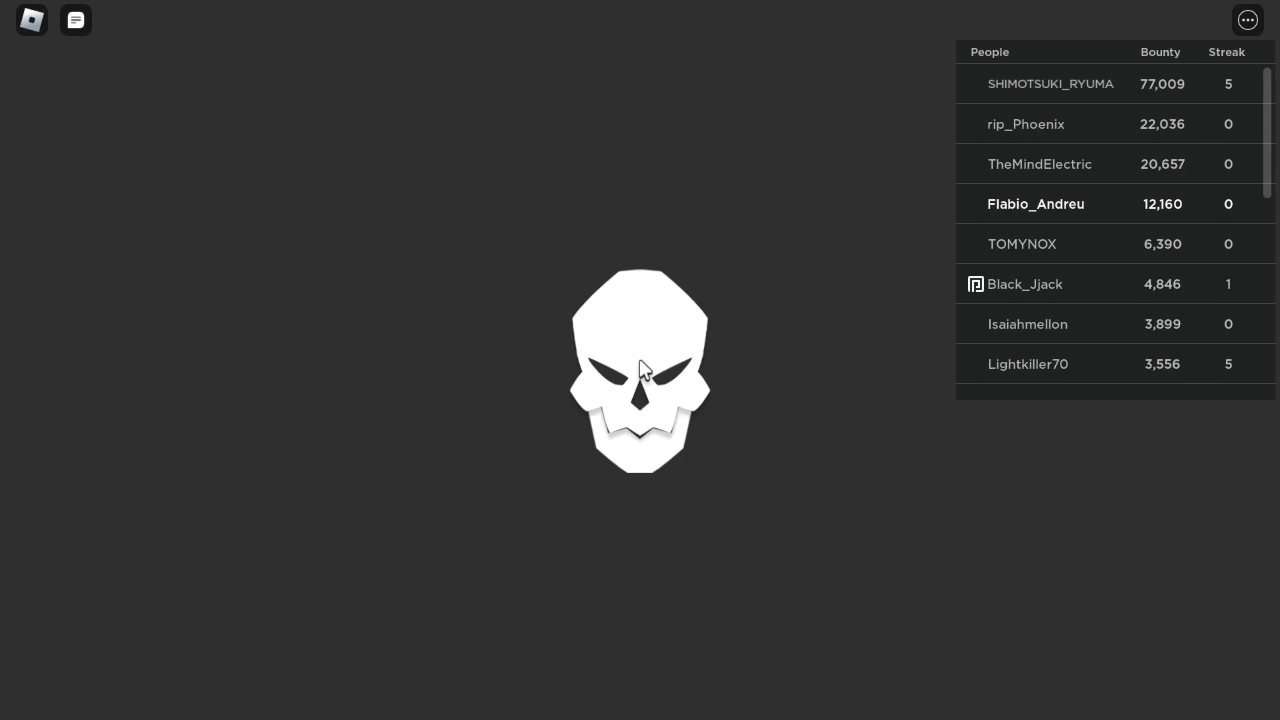 People Bounty Streak
SHIMOTSUKI_RYUMA 77,009 5
rip_Phoenix 22,036 0
TheMindElectric 20,657 0
Flabio_Andreu 12,160 0
TOMYNOX 6,390 0
Black_Jjack 4,846 1
Isaiahmellon 3,899 0
Lightkiller70 3,556 5